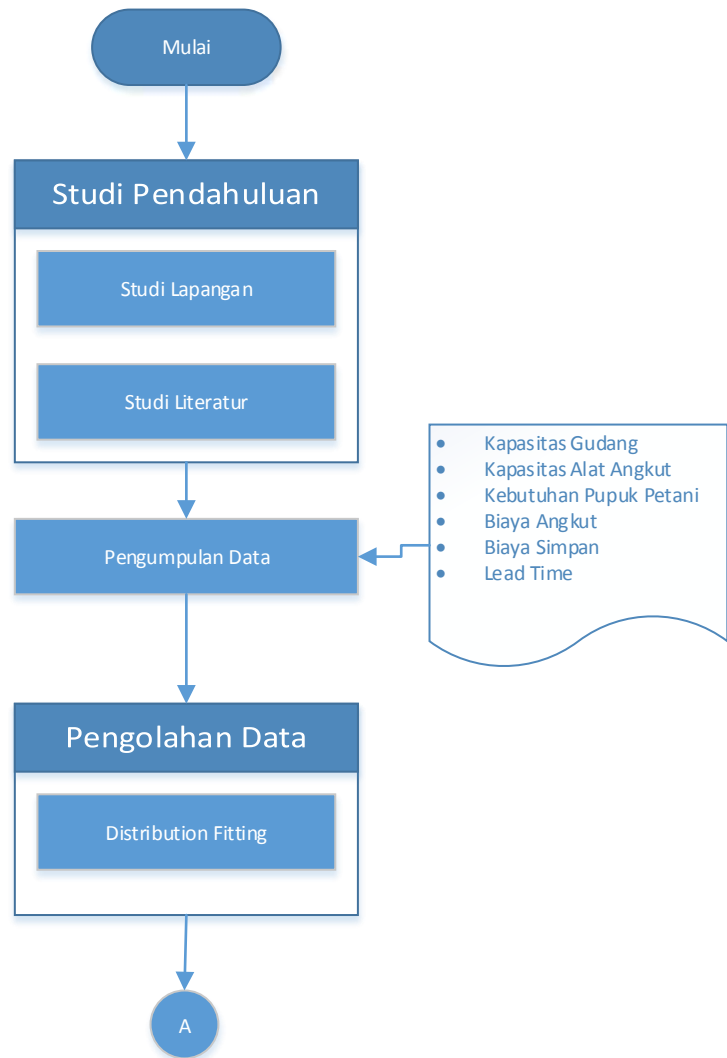 Mulai
Studi Pendahuluan
Studi Lapangan
Studi Literatur
• Kapasitas Gudang
• Kapasitas Alat Angkut
• Kebutuhan Pupuk Petani
• Biaya Angkut
• Biaya Simpan
• Lead Time
Pengumpulan Data
Pengolahan Data
Distribution Fitting
A